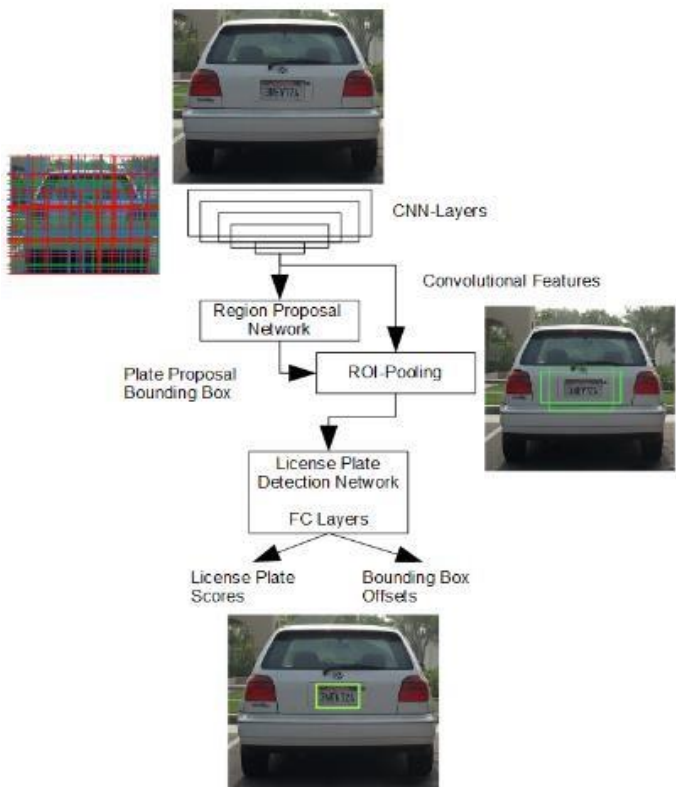 CNN-Layers
Convolutional Features
Region Proposal
Network
Plate Proposal
Bounding Box
ROI-Pooling
License Plate
Detection Network
FC Layers
License Plate
Scores
Bounding Box
Offsets